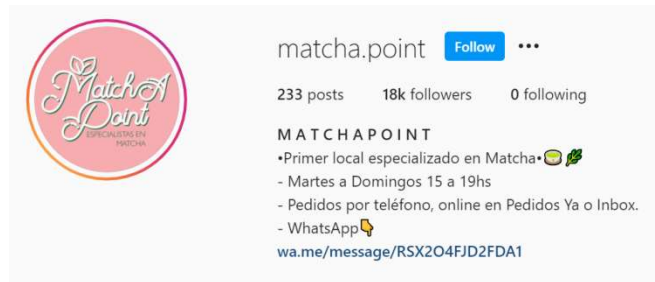 MatchA
Point
ESPECIALISTAS EN
MATCHA
matcha.point Follow •••
233 posts 18k followers 0 following
MATCHAPOINT
•Primer local especializado en Matcha•🍵🌿
- Martes a Domingos 15 a 19hs
- Pedidos por teléfono, online en Pedidos Ya o Inbox.
- WhatsApp👇
wa.me/message/RSX2O4FJD2FDA1